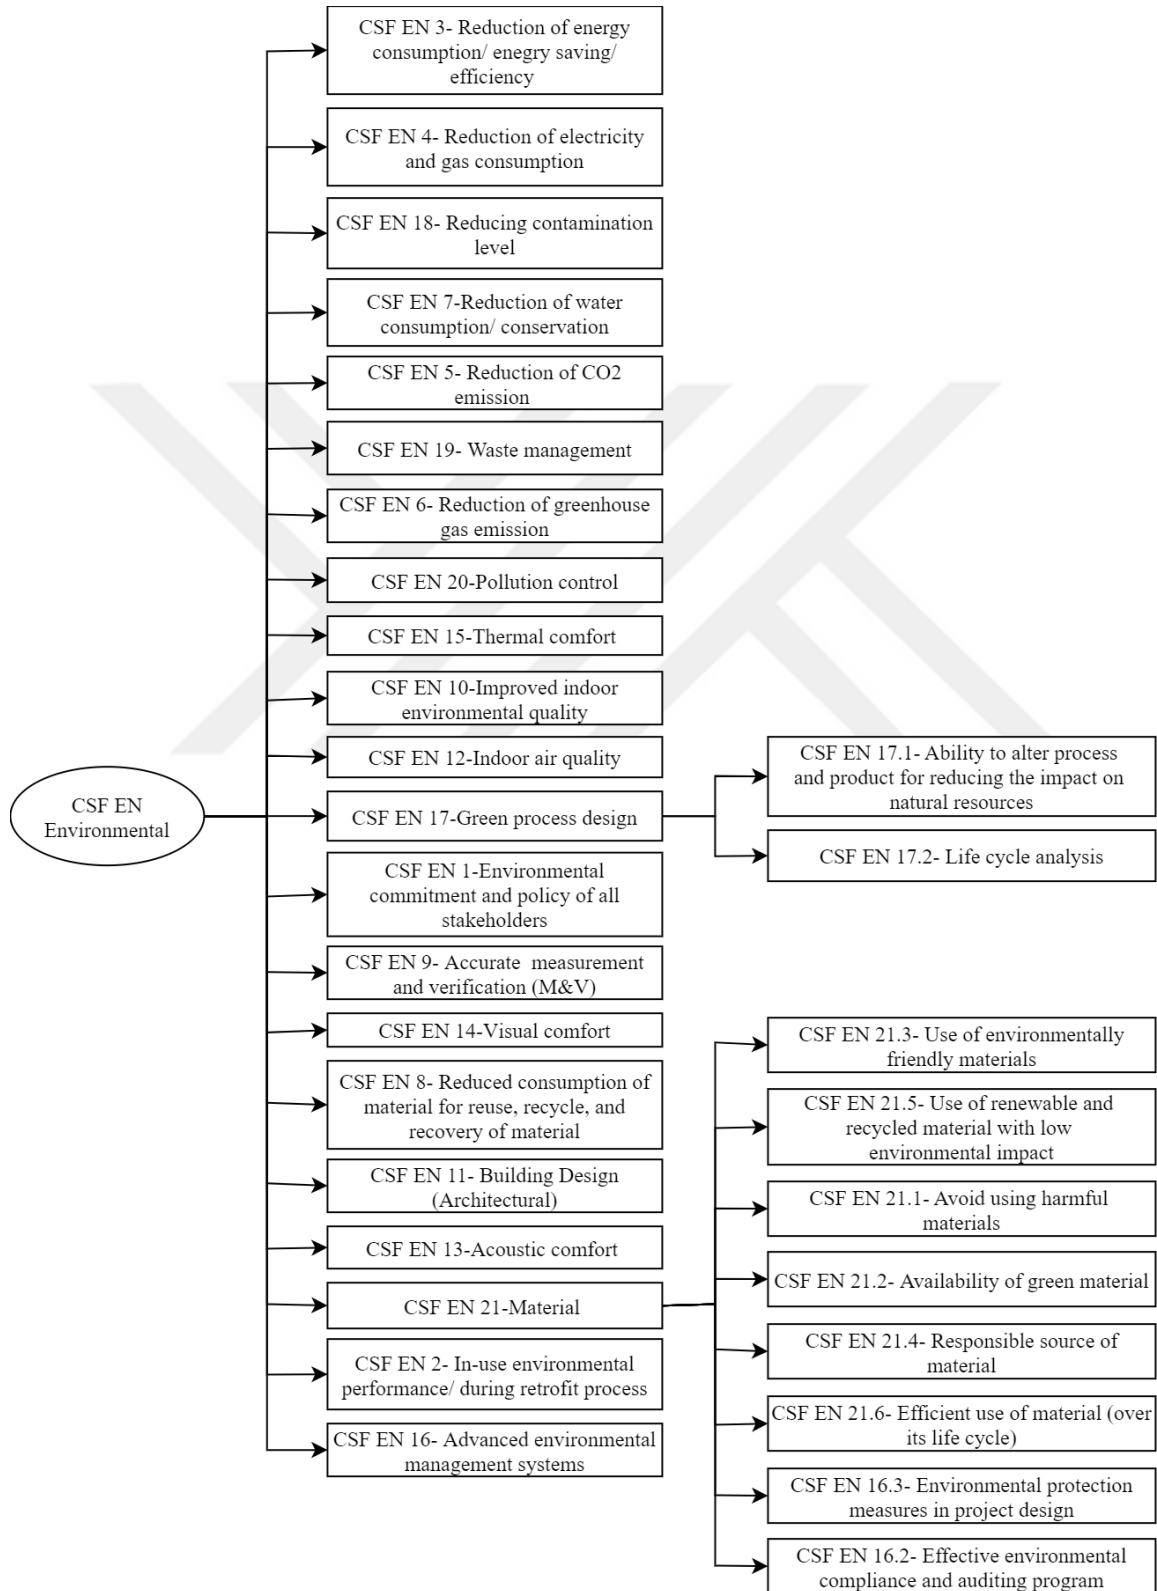 CSF EN 3- Reduction of energy
consumption/ enegry saving/
efficiency
CSF EN 4- Reduction of electricity
and gas consumption
CSF EN 18- Reducing contamination
level
CSF EN 7-Reduction of water
consumption/ conservation
CSF EN 5- Reduction of CO2
emission
CSF EN 19- Waste management
CSF EN 6- Reduction of greenhouse
gas emission
CSF EN 20-Pollution control
CSF EN 15-Thermal comfort
CSF EN 10-Improved indoor
environmental quality
CSF EN 12-Indoor air quality
CSF EN
Environmental
CSF EN 17-Green process design
CSF EN 17.1- Ability to alter process
and product for reducing the impact on
natural resources
CSF EN 17.2- Life cycle analysis
CSF EN 1-Environmental
commitment and policy of all
stakeholders
CSF EN 9- Accurate measurement
and verification (M&V)
CSF EN 14-Visual comfort
CSF EN 8- Reduced consumption of
material for reuse, recycle, and
recovery of material
CSF EN 11- Building Design
(Architectural)
CSF EN 13-Acoustic comfort
CSF EN 21-Material
CSF EN 2- In-use environmental
performance/ during retrofit process
CSF EN 16- Advanced environmental
management systems
CSF EN 21.3- Use of environmentally
friendly materials
CSF EN 21.5- Use of renewable and
recycled material with low
environmental impact
CSF EN 21.1- Avoid using harmful
materials
CSF EN 21.2- Availability of green material
CSF EN 21.4- Responsible source of
material
CSF EN 21.6- Efficient use of material (over
its life cycle)
CSF EN 16.3- Environmental protection
measures in project design
CSF EN 16.2- Effective environmental
compliance and auditing program